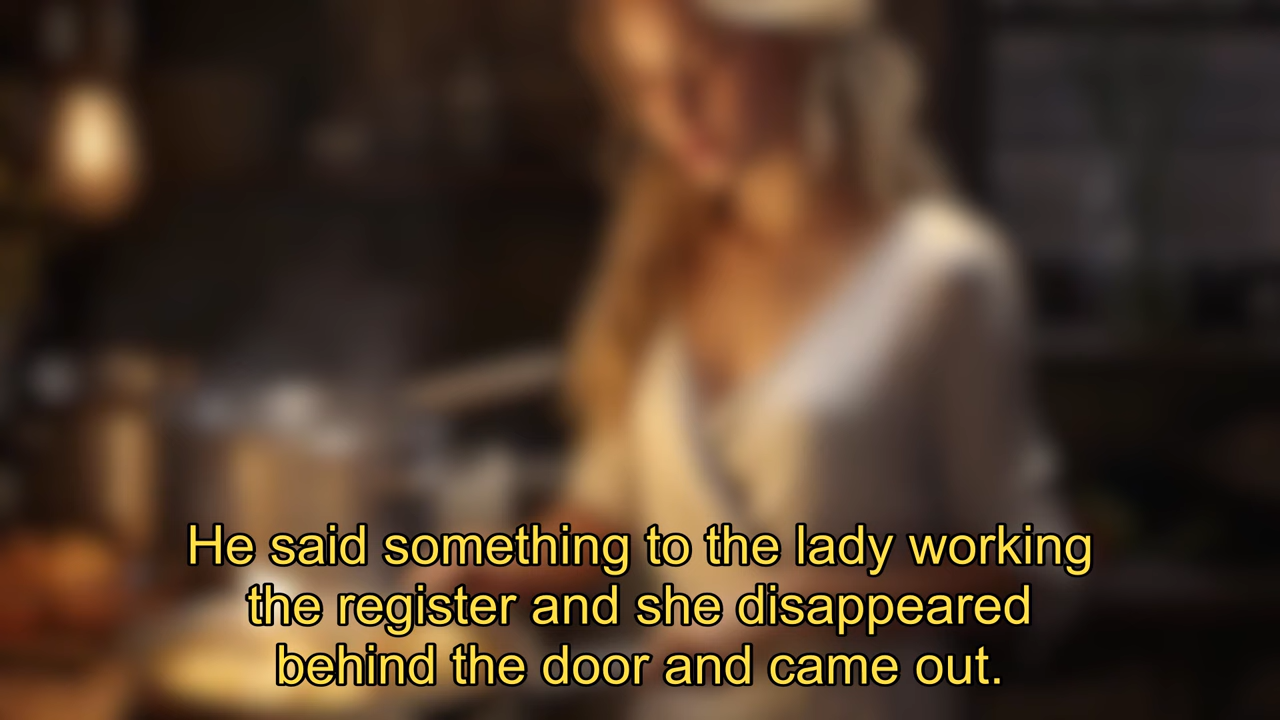 He said something to the lady working
the register and she disappeared
behind the door and came out.